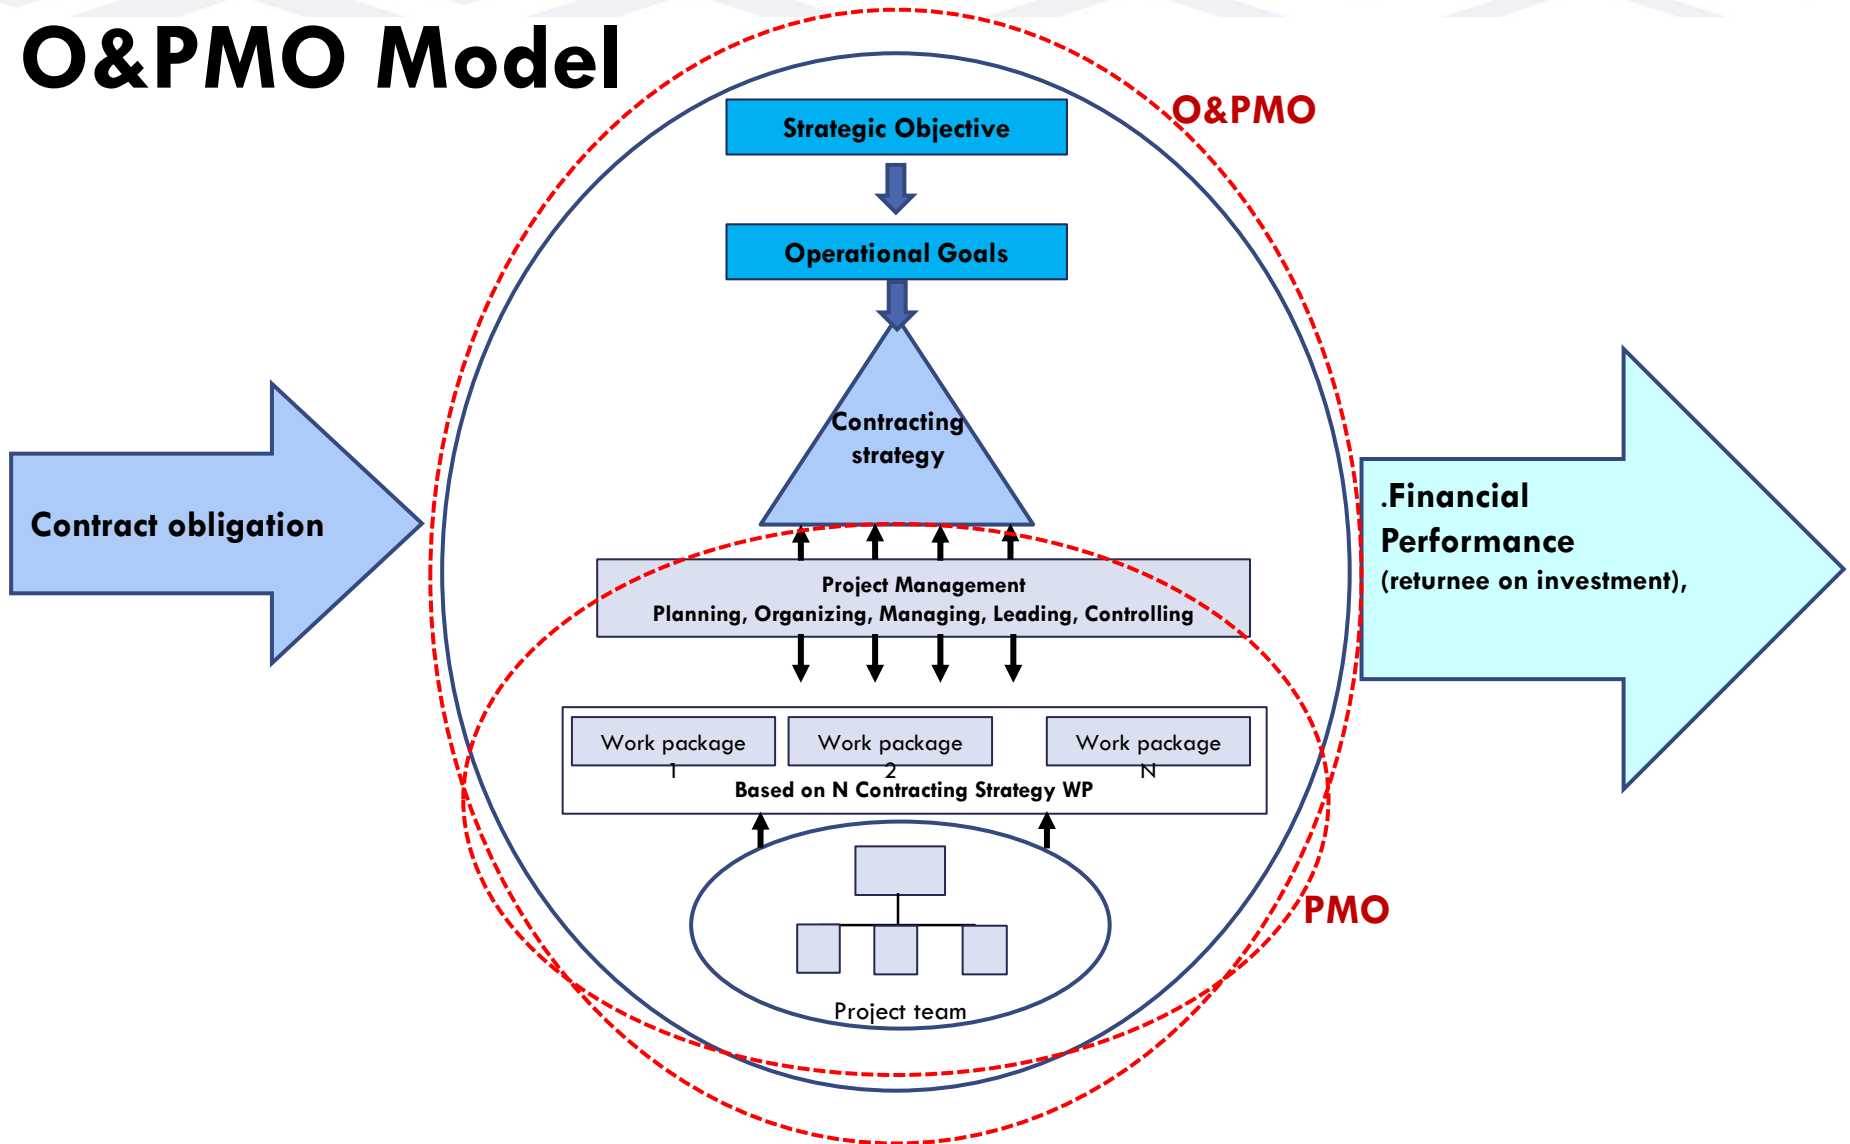 O&PMO Model
O&PMO
Strategic Objective
Operational Goals
Contracting
strategy
Contract obligation
.Financial
Performance
(returnee on investment),
Project Management
Planning, Organizing, Managing, Leading, Controlling
Work package
1
Work package
2
Work package
N
Based on N Contracting Strategy WP
PMO
Project team